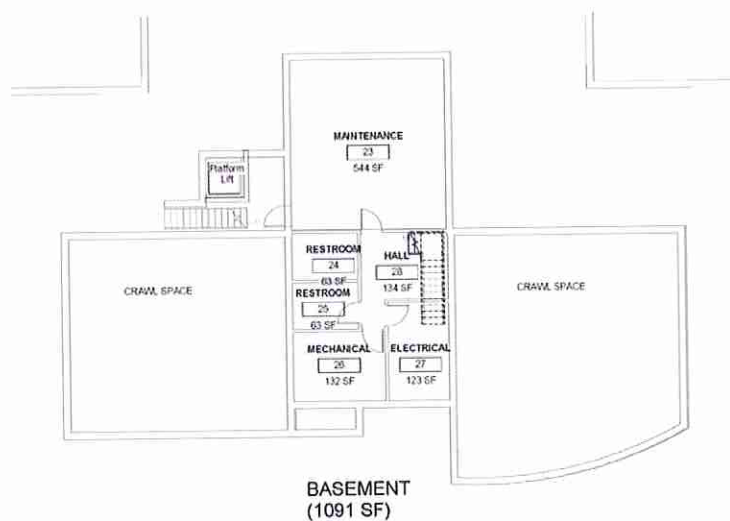 MAINTENANCE
23
544 SF
Platform
Lift
RESTROOM
24
63 SF
HALL
28
134 SF
CRAWL SPACE
CRAWL SPACE
RESTROOM
25
63 SF
MECHANICAL
26
132 SF
ELECTRICAL
27
123 SF
BASEMENT
(1091 SF)